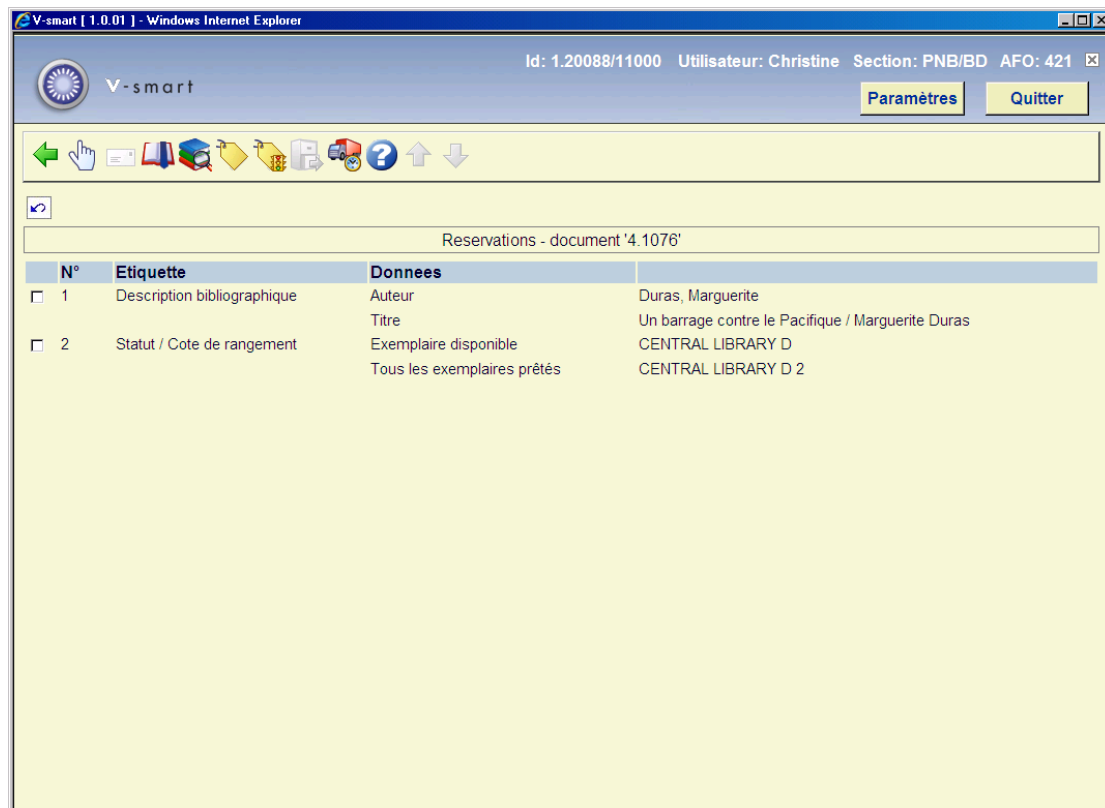 V-smart [ 1.0.01 ] - Windows Internet Explorer
Id: 1.20088/11000 Utilisateur: Christine Section: PNB/BD AFO: 421
V-smart
Paramètres Quitter
Reservations - document '4.1076'
N° Etiquette Donnees
1 Description bibliographique Auteur Duras, Marguerite
Titre Un barrage contre le Pacifique / Marguerite Duras
2 Statut / Cote de rangement Exemplaire disponible CENTRAL LIBRARY D
Tous les exemplaires prêtés CENTRAL LIBRARY D 2